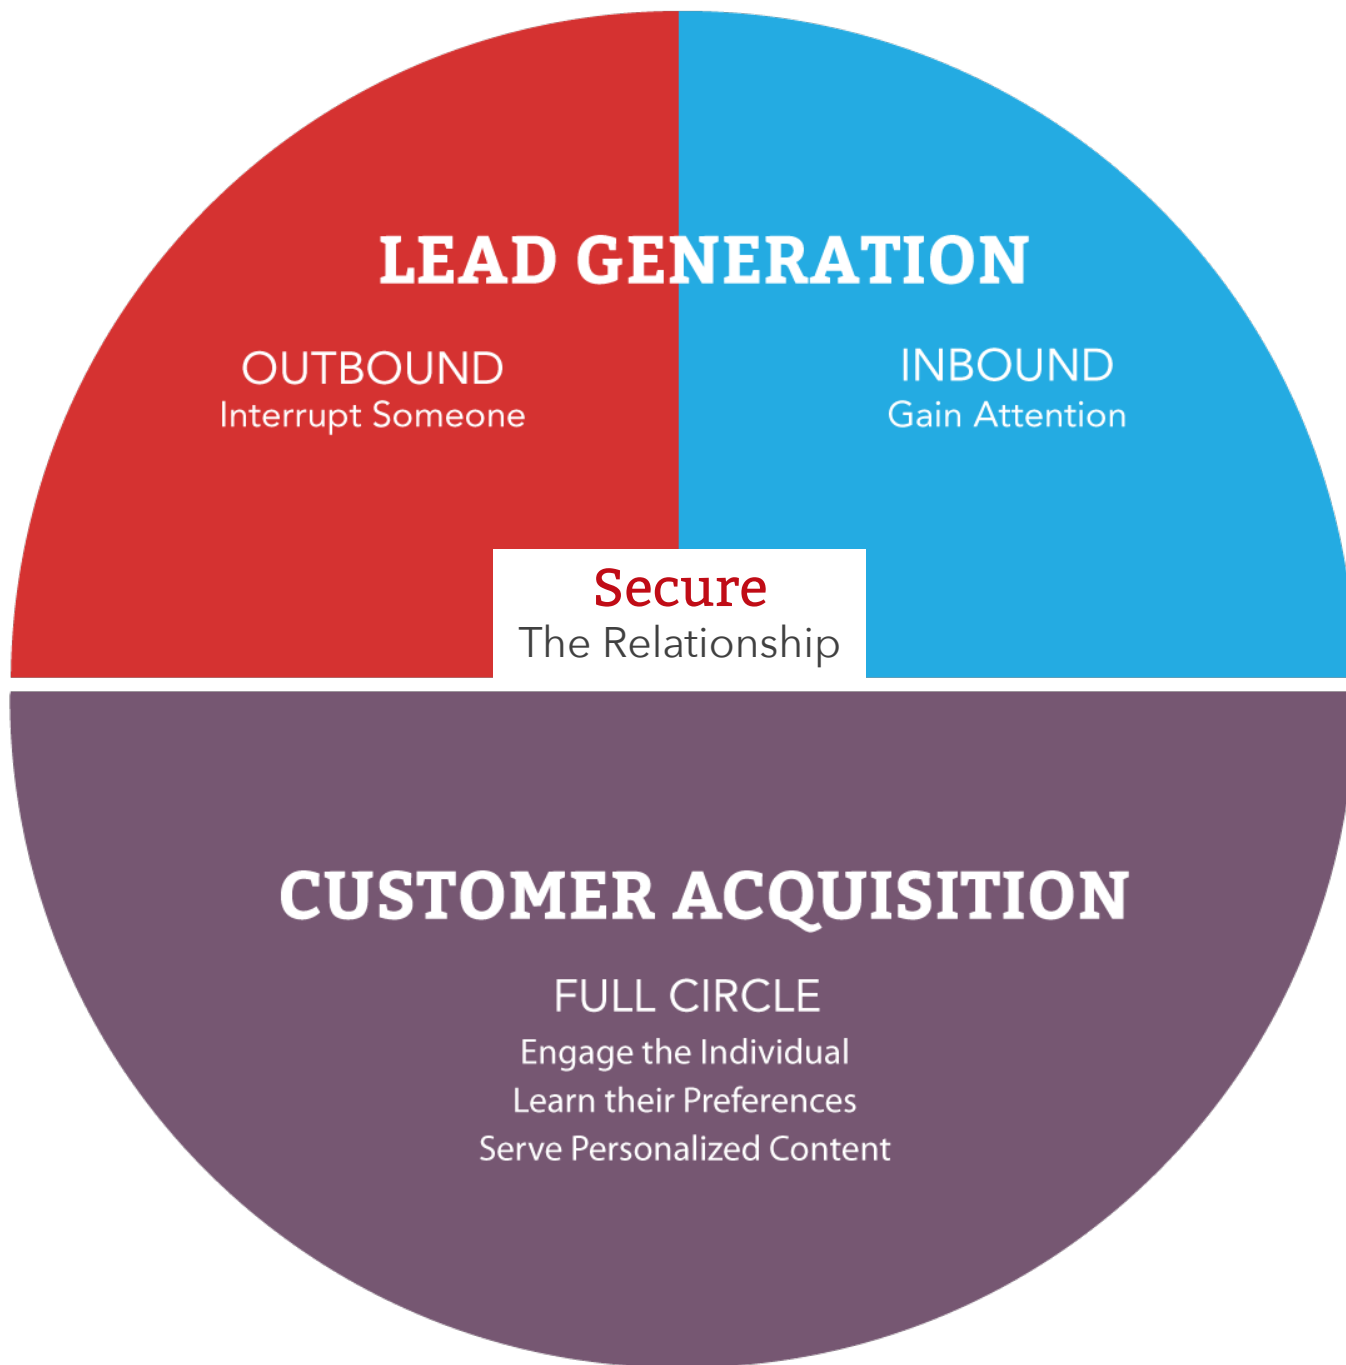 LEAD GENERATION
OUTBOUND
Interrupt Someone
INBOUND
Gain Attention
Secure
The Relationship
CUSTOMER ACQUISITION
FULL CIRCLE
Engage the Individual
Learn their Preferences
Serve Personalized Content